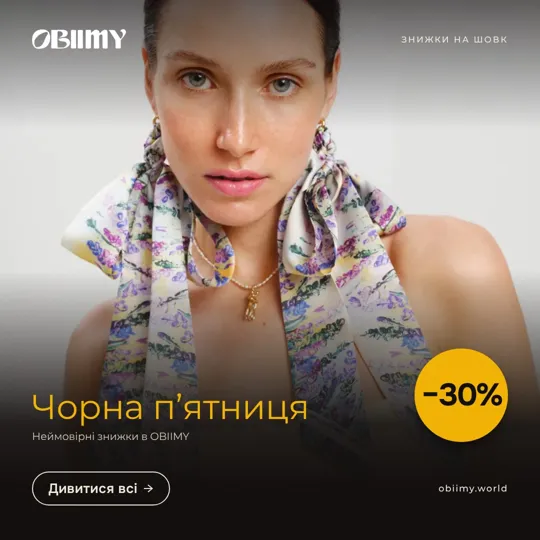 OBIIMY
ЗНИЖКИ НА ШОВК
Чорна п’ятниця
Неймовірні знижки в OBIIMY
−30%
Дивитися всі →
obiimy.world